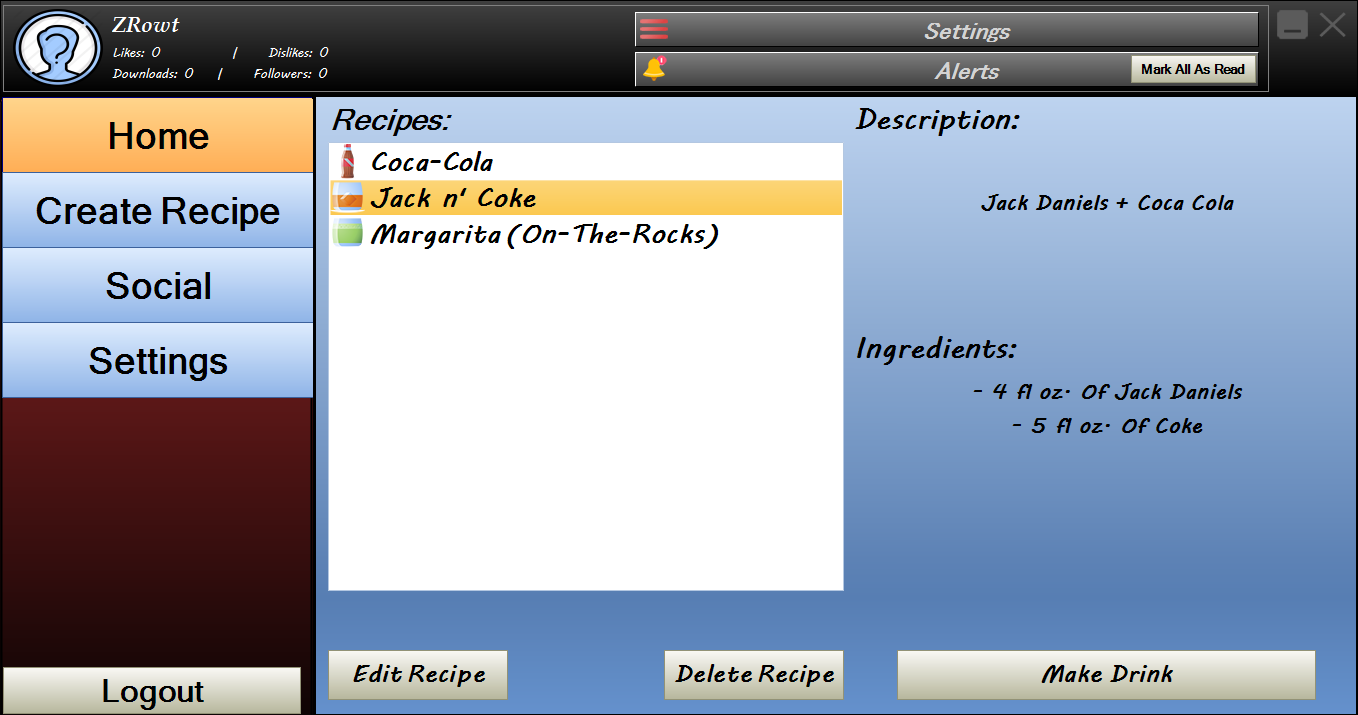 ZRowt
Likes: 0 / Dislikes: 0
Downloads: 0 / Followers: 0
Settings
Alerts
Mark All As Read
Home
Create Recipe
Social
Settings
Logout
Recipes:
Coca-Cola
Jack n' Coke
Margarita (On-The-Rocks)
Edit Recipe
Delete Recipe
Description:
Jack Daniels + Coca Cola
Ingredients:
- 4 fl oz. Of Jack Daniels
- 5 fl oz. Of Coke
Make Drink